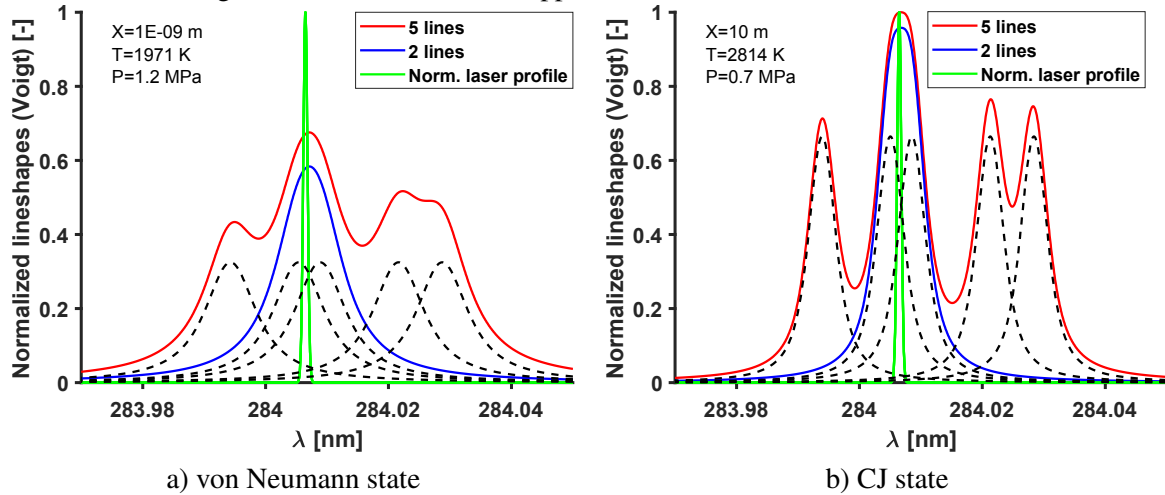 X=1E-09 m
T=1971 K
P=1.2 MPa
5 lines
2 lines
Norm. laser profile
Normalized lineshapes (Voigt) [-]
1
0.8
0.6
0.4
0.2
0
283.98
284
284.02
284.04
λ [nm]
a) von Neumann state
X=10 m
T=2814 K
P=0.7 MPa
5 lines
2 lines
Norm. laser profile
Normalized lineshapes (Voigt) [-]
1
0.8
0.6
0.4
0.2
0
283.98
284
284.02
284.04
λ [nm]
b) CJ state